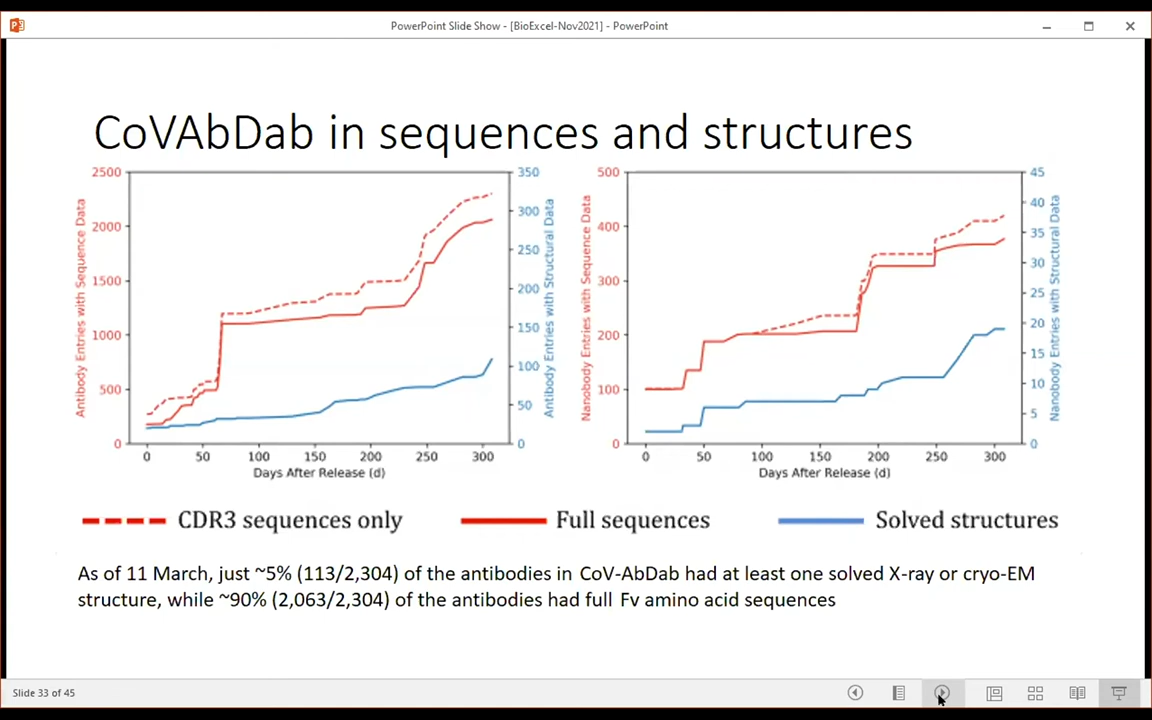 PowerPoint Slide Show - [BioExcel-Nov2021] - PowerPoint
CoVAbDab in sequences and structures
Antibody Entries with Sequence Data
2500
2000
1500
1000
500
0
350
300
250
200
150
100
50
0
Antibody Entries with Structural Data
0 50 100 150 200 250 300
Days After Release (d)
Nanobody Entries with Sequence Data
500
400
300
200
100
0
45
40
35
30
25
20
15
10
5
0
Nanobody Entries with Structural Data
0 50 100 150 200 250 300
Days After Release (d)
CDR3 sequences only Full sequences Solved structures
As of 11 March, just ~5% (113/2,304) of the antibodies in CoV-AbDab had at least one solved X-ray or cryo-EM
structure, while ~90% (2,063/2,304) of the antibodies had full Fv amino acid sequences
Slide 33 of 45